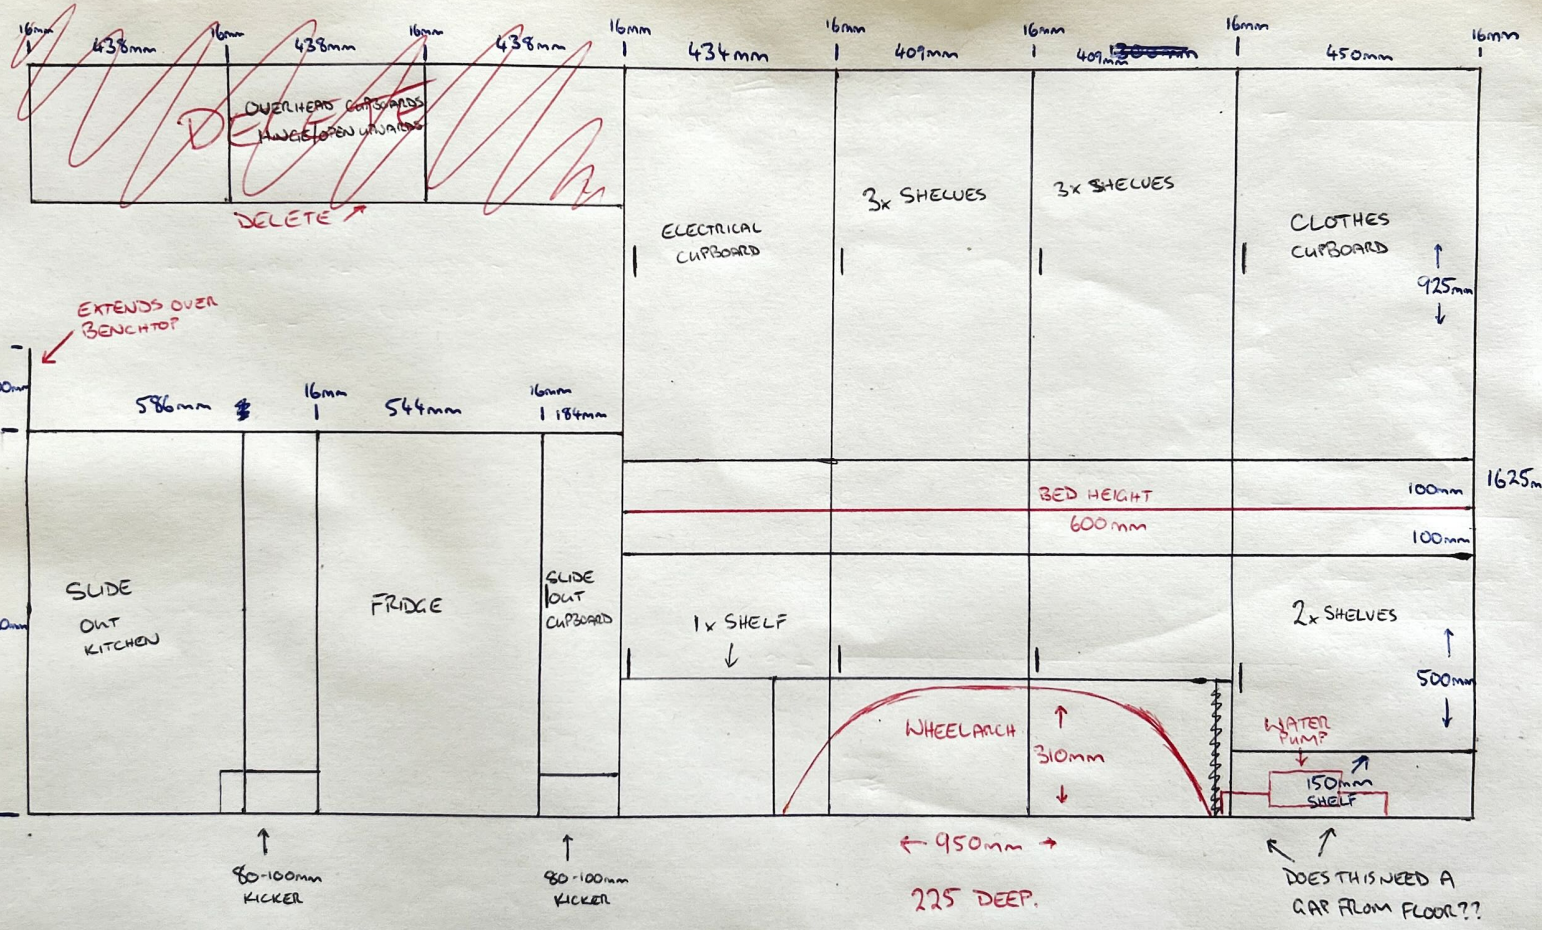 16mm 16mm 16mm 16mm 16mm 16mm 16mm 16mm
438mm 438mm 438mm 434mm 409mm 409mm 450mm
OVERHEAD CUPBOARDS
HINGE/OPEN UPWARDS
DELETE
DELETE
3x SHELVES
3x SHELVES
ELECTRICAL
CUPBOARD
CLOTHES
CUPBOARD
925mm
EXTENDS OVER
BENCHTOP
586mm
16mm
544mm
16mm
184mm
BED HEIGHT
600mm
100mm
100mm
1625m
SLIDE
OUT
KITCHEN
FRIDGE
SLIDE
OUT
CUPBOARD
1x SHELF
2x SHELVES
500mm
WHEELARCH
310mm
WATER
PUMP
150mm
SHELF
950mm
225 DEEP.
80-100mm
KICKER
80-100mm
KICKER
DOES THIS NEED A
GAP FROM FLOOR??